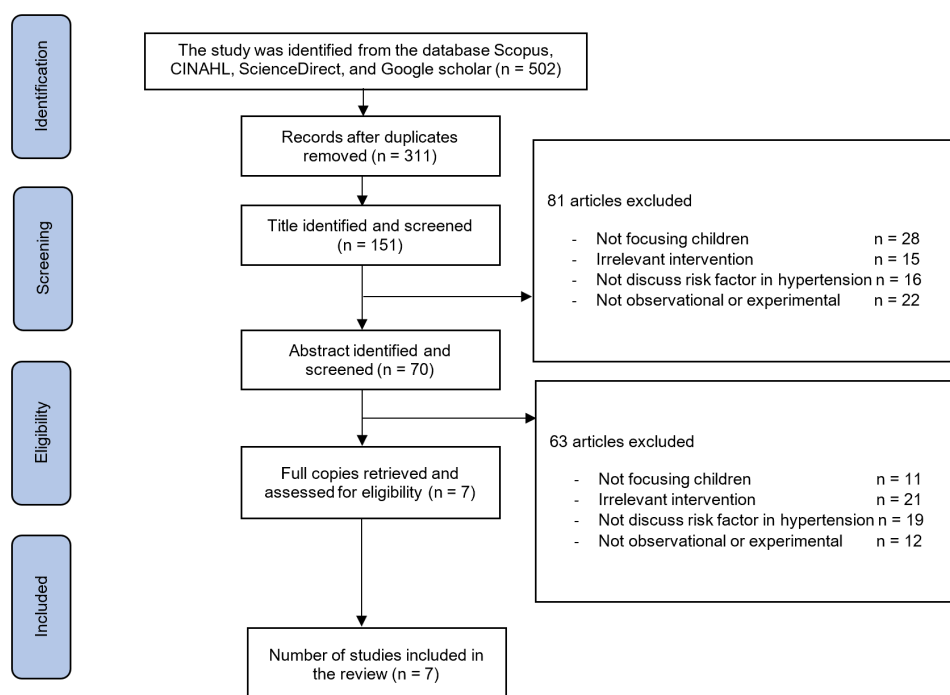 Identification
The study was identified from the database Scopus,
CINAHL, ScienceDirect, and Google scholar (n = 502)
Records after duplicates
removed (n = 311)
Screening
Title identified and screened
(n = 151)
81 articles excluded
- Not focusing children n = 28
- Irrelevant intervention n = 15
- Not discuss risk factor in hypertension n = 16
- Not observational or experimental n = 22
Abstract identified and
screened (n = 70)
Eligibility
63 articles excluded
- Not focusing children n = 11
- Irrelevant intervention n = 21
- Not discuss risk factor in hypertension n = 19
- Not observational or experimental n = 12
Full copies retrieved and
assessed for eligibility (n = 7)
Included
Number of studies included in
the review (n = 7)